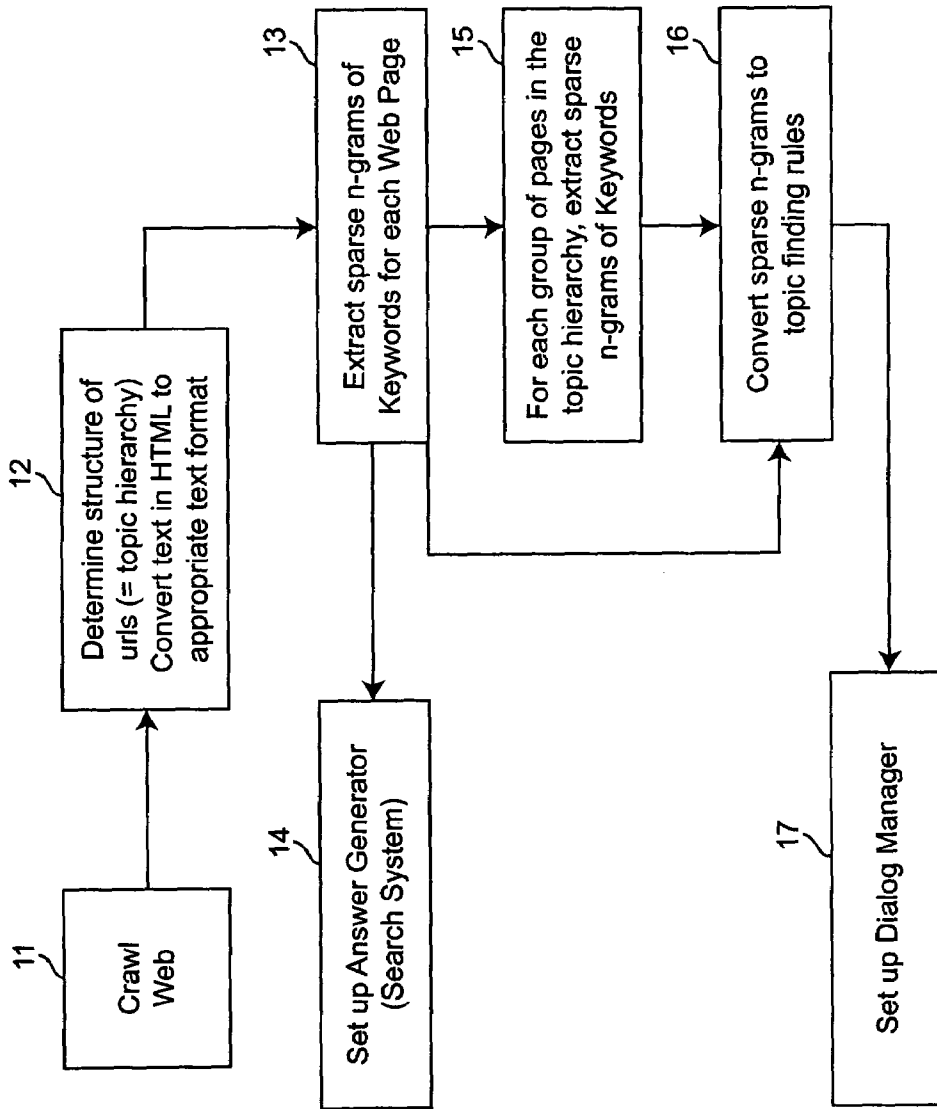 11
Crawl
Web
12
Determine structure of
urls (= topic hierarchy)
Convert text in HTML to
appropriate text format
13
Extract sparse n-grams of
Keywords for each Web Page
14
Set up Answer Generator
(Search System)
15
For each group of pages in the
topic hierarchy, extract sparse
n-grams of Keywords
16
Convert sparse n-grams to
topic finding rules
17
Set up Dialog Manager